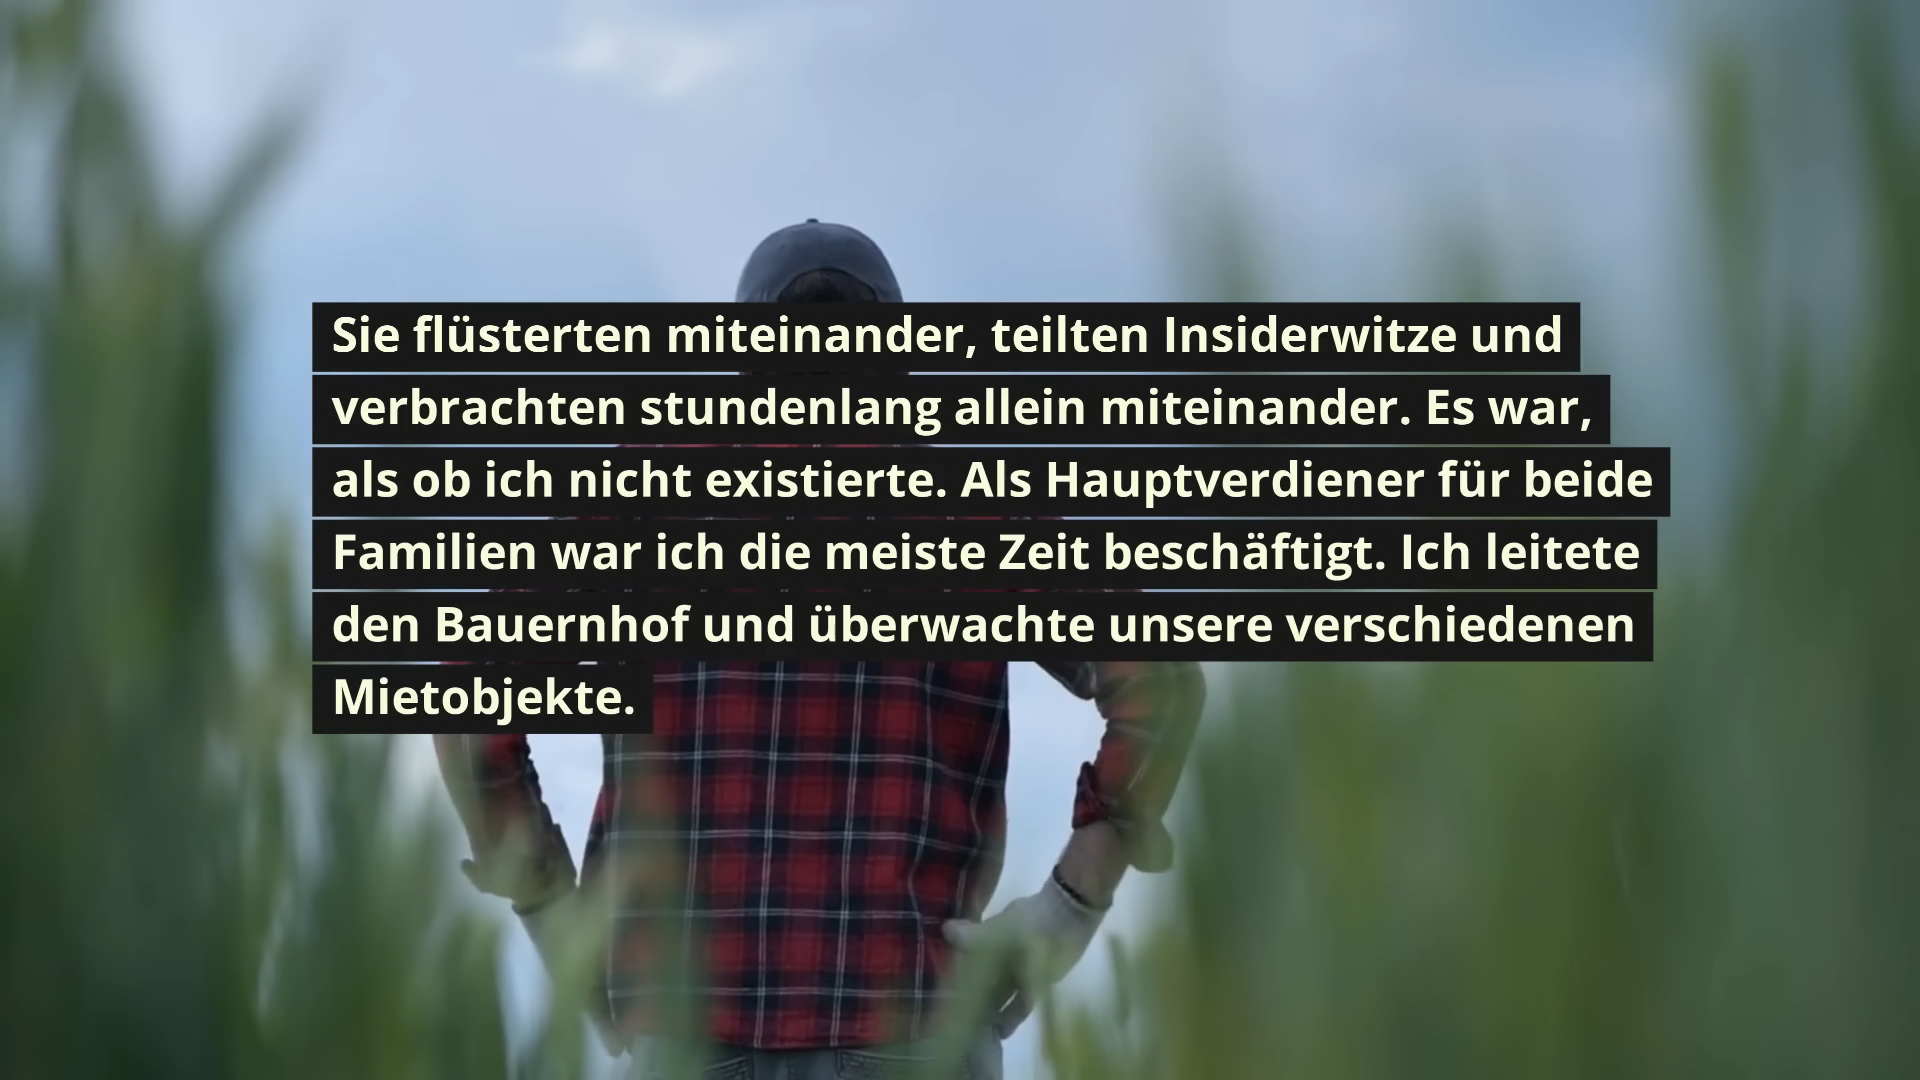 Sie flüsterten miteinander, teilten Insiderwitze und
verbrachten stundenlang allein miteinander. Es war,
als ob ich nicht existierte. Als Hauptverdiener für beide
Familien war ich die meiste Zeit beschäftigt. Ich leitete
den Bauernhof und überwachte unsere verschiedenen
Mietobjekte.